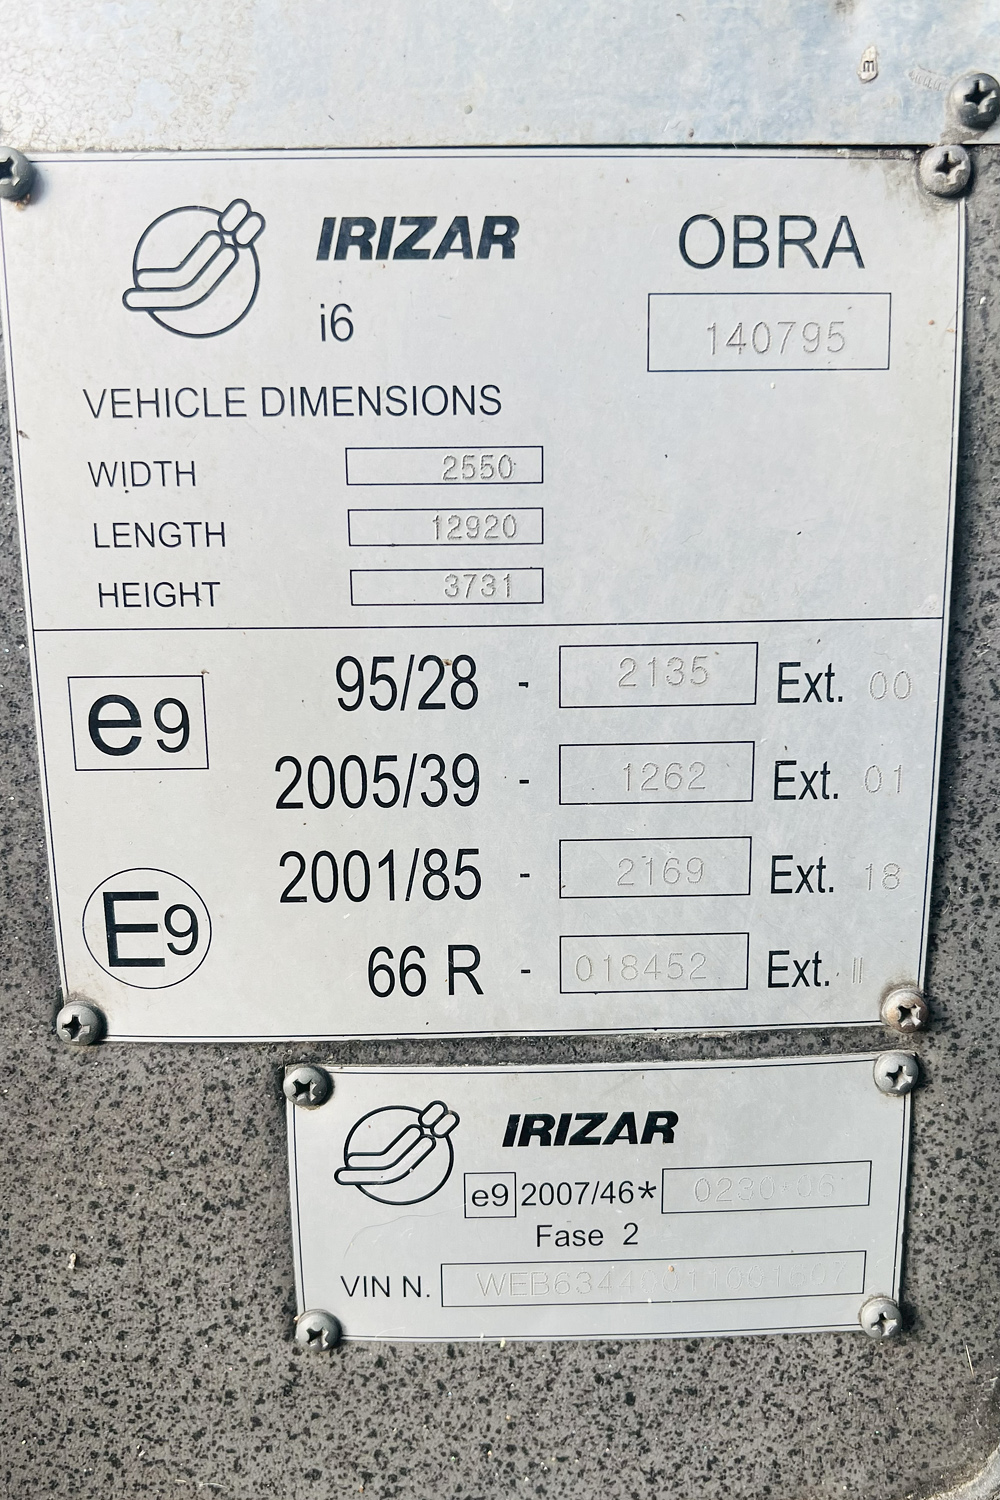 IRIZAR
i6
OBRA
140795
VEHICLE DIMENSIONS
WIDTH 2550
LENGTH 12920
HEIGHT 3731
e9
95/28 - 2135 Ext. 00
2005/39 - 1262 Ext. 01
2001/85 - 2169 Ext. 18
E9
66 R - 018452 Ext. 11
IRIZAR
e9 2007/46*
Fase 2
VIN N.